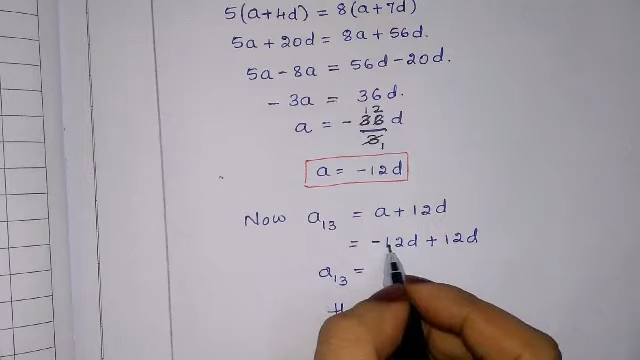 5(a+4d) = 8(a+7d)
5a + 20d = 8a + 56d.
5a - 8a = 56d - 20d.
- 3a = 36d.
12
a = - 36/3 d
1
a = -12d
Now a₁₃ = a + 12d
= -12d + 12d
a₁₃ =
H